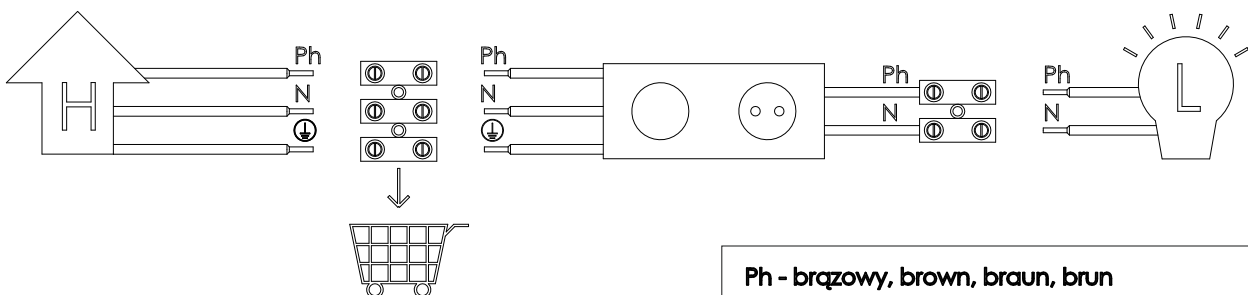 Ph Ph Ph Ph
H N N N N L
Ph - brązowy, brown, braun, brun